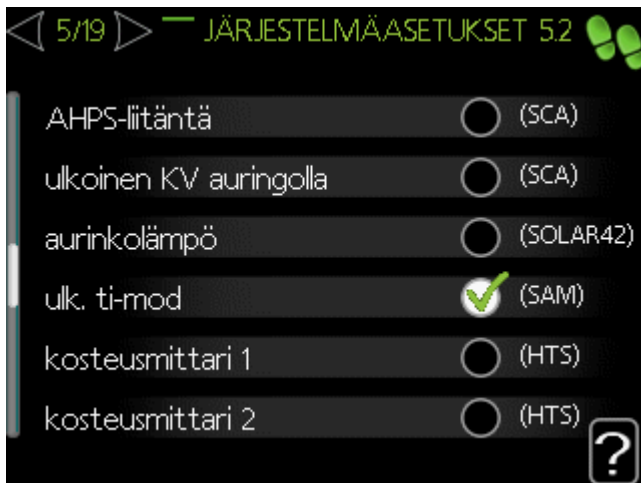 5/19 JÄRJESTELMÄASETUKSET 5.2
AHPS-liitäntä (SCA)
ulkoinen KV auringolla (SCA)
aurinkolämpö (SOLAR42)
ulk. ti-mod (SAM)
kosteusmittari 1 (HTS)
kosteusmittari 2 (HTS)
?